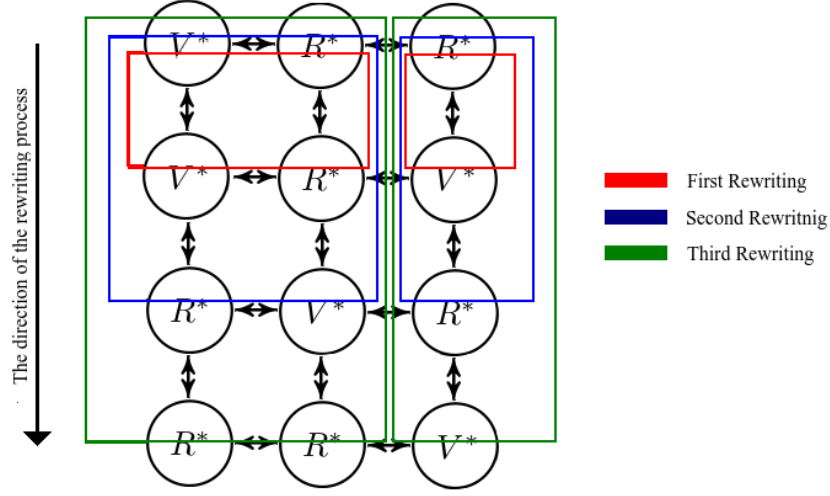 V* R* R*
V* R* V*
R* V* R*
R* R* V*
The direction of the rewriting process
First Rewriting
Second Rewritnig
Third Rewriting